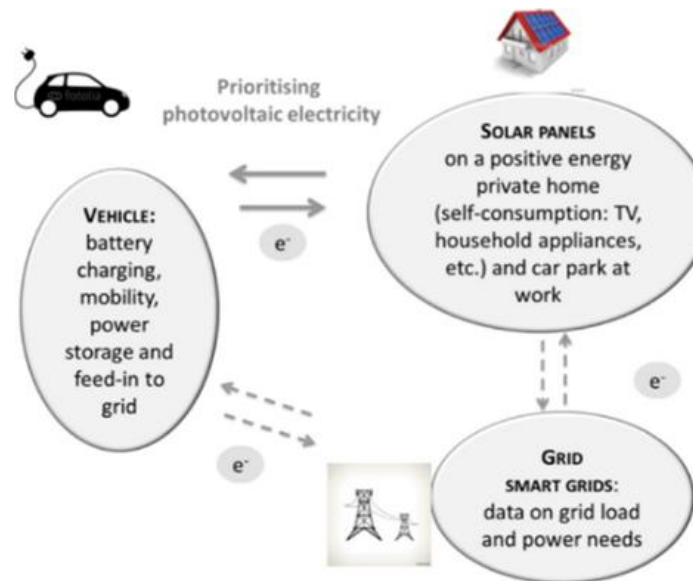 Prioritising
photovoltaic electricity
SOLAR PANELS
on a positive energy
private home
(self-consumption: TV,
household appliances,
etc.) and car park at
work
VEHICLE:
battery
charging,
mobility,
power
storage and
feed-in to
grid
e-
e-
e-
GRID
SMART GRIDS:
data on grid load
and power needs